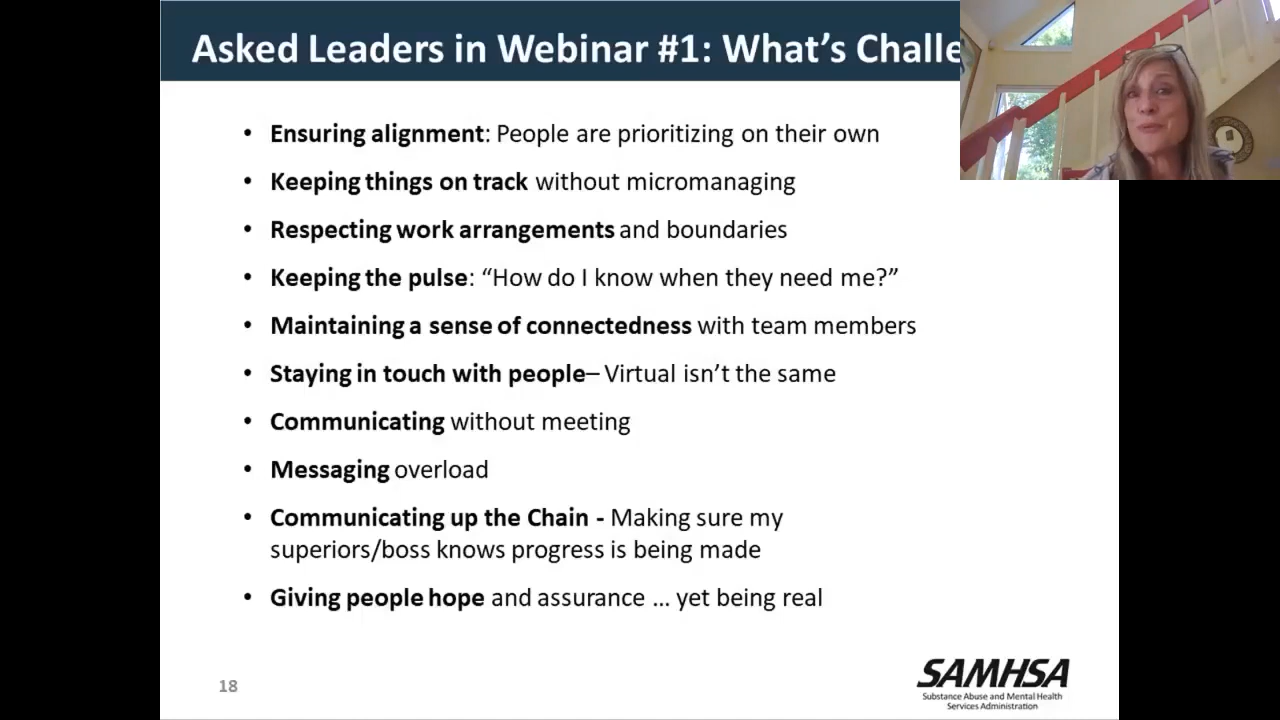 Asked Leaders in Webinar #1: What's Challe
• Ensuring alignment: People are prioritizing on their own
• Keeping things on track without micromanaging
• Respecting work arrangements and boundaries
• Keeping the pulse: “How do I know when they need me?”
• Maintaining a sense of connectedness with team members
• Staying in touch with people– Virtual isn’t the same
• Communicating without meeting
• Messaging overload
• Communicating up the Chain - Making sure my
superiors/boss knows progress is being made
• Giving people hope and assurance … yet being real
18
SAMHSA
Substance Abuse and Mental Health
Services Administration